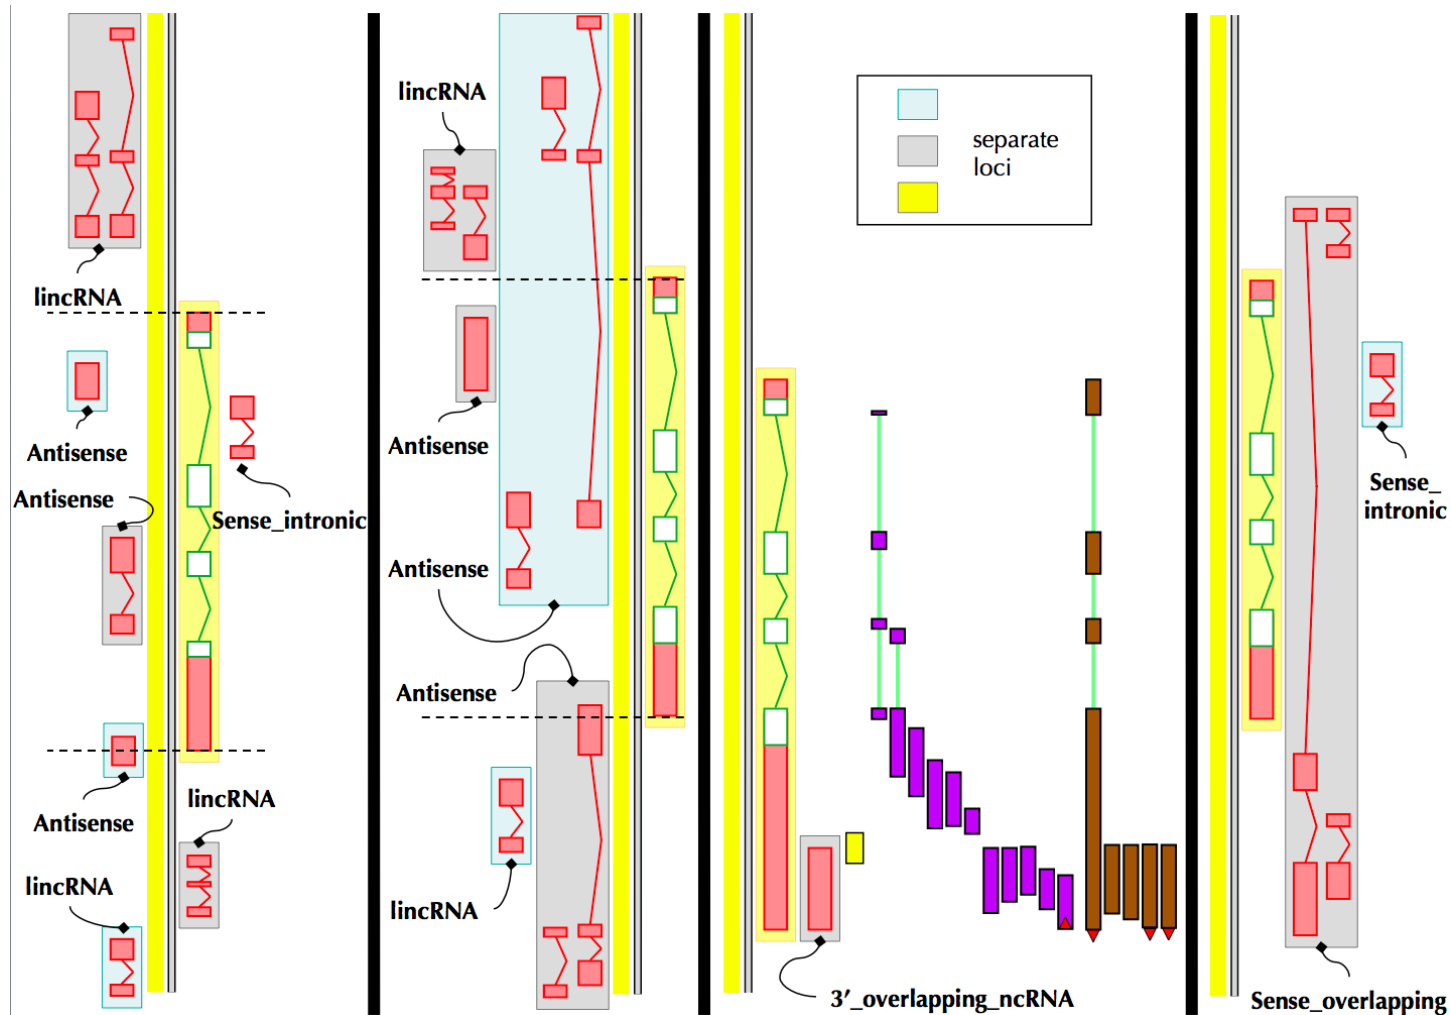 lincRNA
Antisense
Antisense
Sense_intronic
Antisense
lincRNA
lincRNA
lincRNA
Antisense
Antisense
Antisense
lincRNA
separate
loci
3′_overlapping_ncRNA
Sense_
intronic
Sense_overlapping